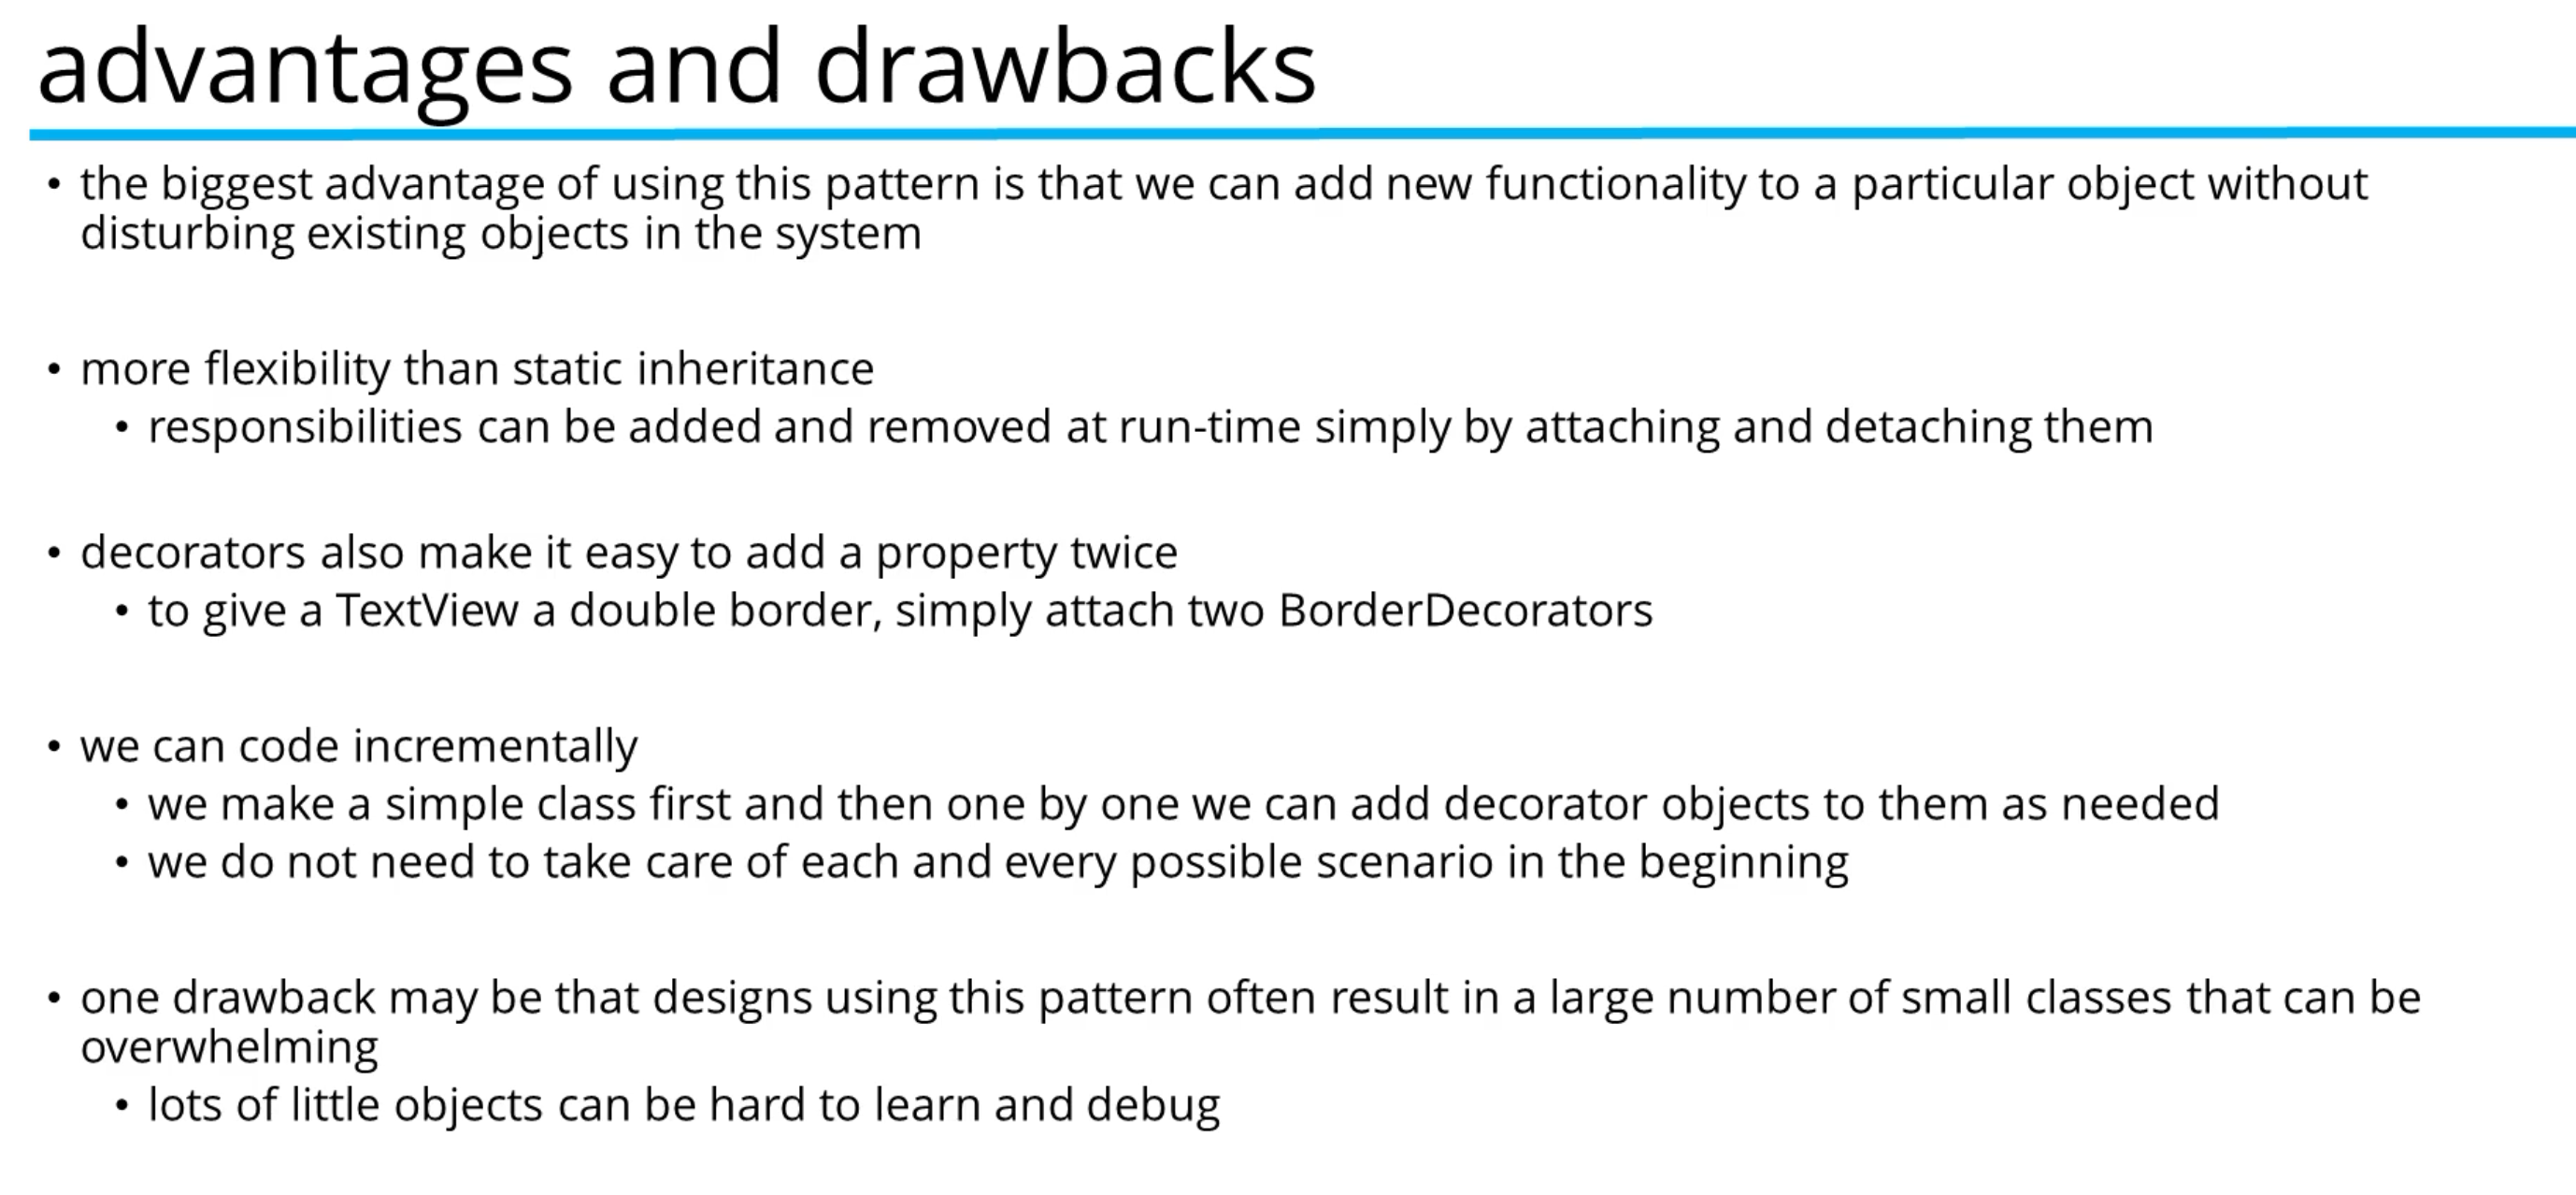 advantages and drawbacks
• the biggest advantage of using this pattern is that we can add new functionality to a particular object without
disturbing existing objects in the system
• more flexibility than static inheritance
• responsibilities can be added and removed at run-time simply by attaching and detaching them
• decorators also make it easy to add a property twice
• to give a TextView a double border, simply attach two BorderDecorators
• we can code incrementally
• we make a simple class first and then one by one we can add decorator objects to them as needed
• we do not need to take care of each and every possible scenario in the beginning
• one drawback may be that designs using this pattern often result in a large number of small classes that can be
overwhelming
• lots of little objects can be hard to learn and debug